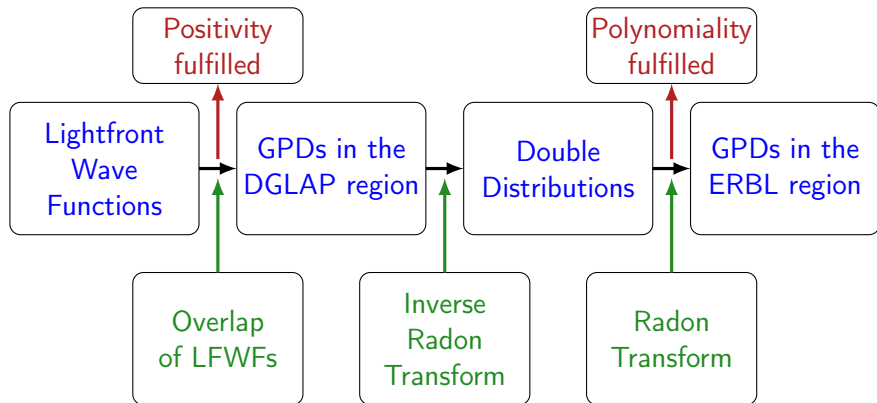 Positivity
fulfilled
Polynomiality
fulfilled
Lightfront
Wave
Functions
GPDs in the
DGLAP region
Double
Distributions
GPDs in the
ERBL region
Overlap
of LFWFs
Inverse
Radon
Transform
Radon
Transform